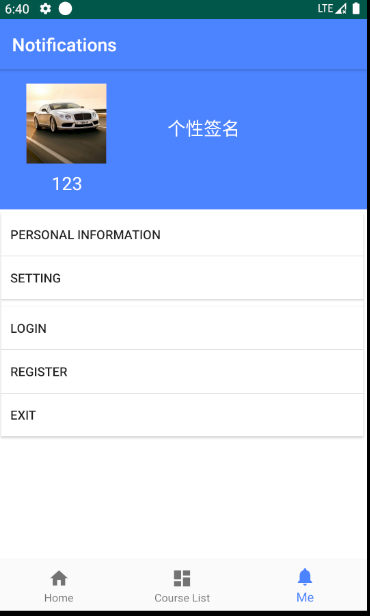 6:40 LTE
Notifications
个性签名
123
PERSONAL INFORMATION
SETTING
LOGIN
REGISTER
EXIT
Home Course List Me